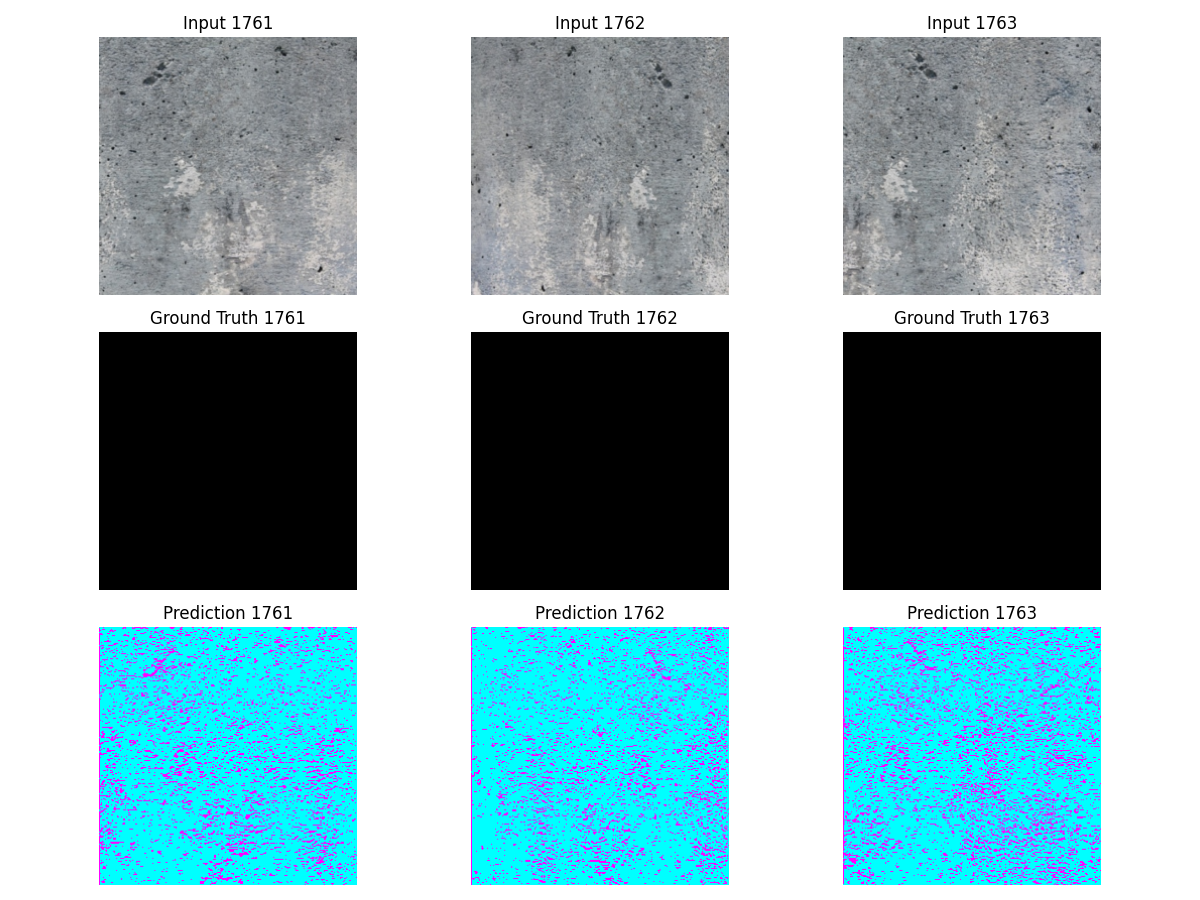 Input 1761
Input 1762
Input 1763
Ground Truth 1761
Ground Truth 1762
Ground Truth 1763
Prediction 1761
Prediction 1762
Prediction 1763